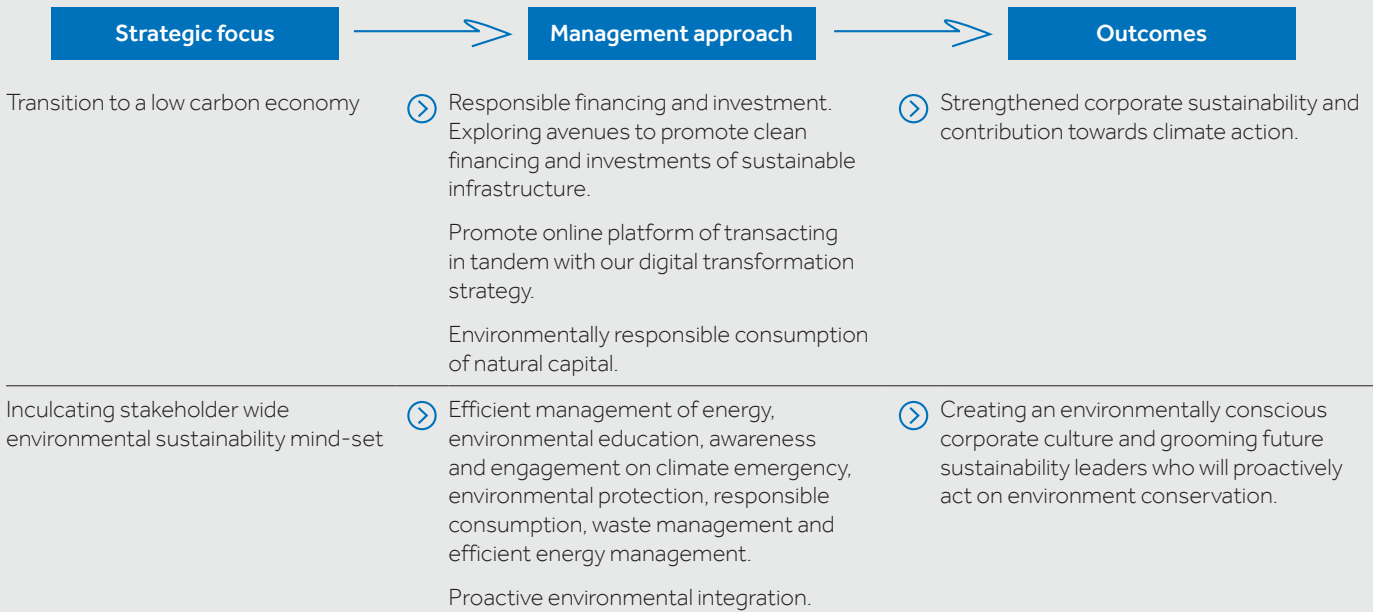 Strategic focus
Management approach
Outcomes
Transition to a low carbon economy
Responsible financing and investment.
Exploring avenues to promote clean
financing and investments of sustainable
infrastructure.
Promote online platform of transacting
in tandem with our digital transformation
strategy.
Environmentally responsible consumption
of natural capital.
Strengthened corporate sustainability and
contribution towards climate action.
Inculcating stakeholder wide
environmental sustainability mind-set
Efficient management of energy,
environmental education, awareness
and engagement on climate emergency,
environmental protection, responsible
consumption, waste management and
efficient energy management.
Proactive environmental integration.
Creating an environmentally conscious
corporate culture and grooming future
sustainability leaders who will proactively
act on environment conservation.